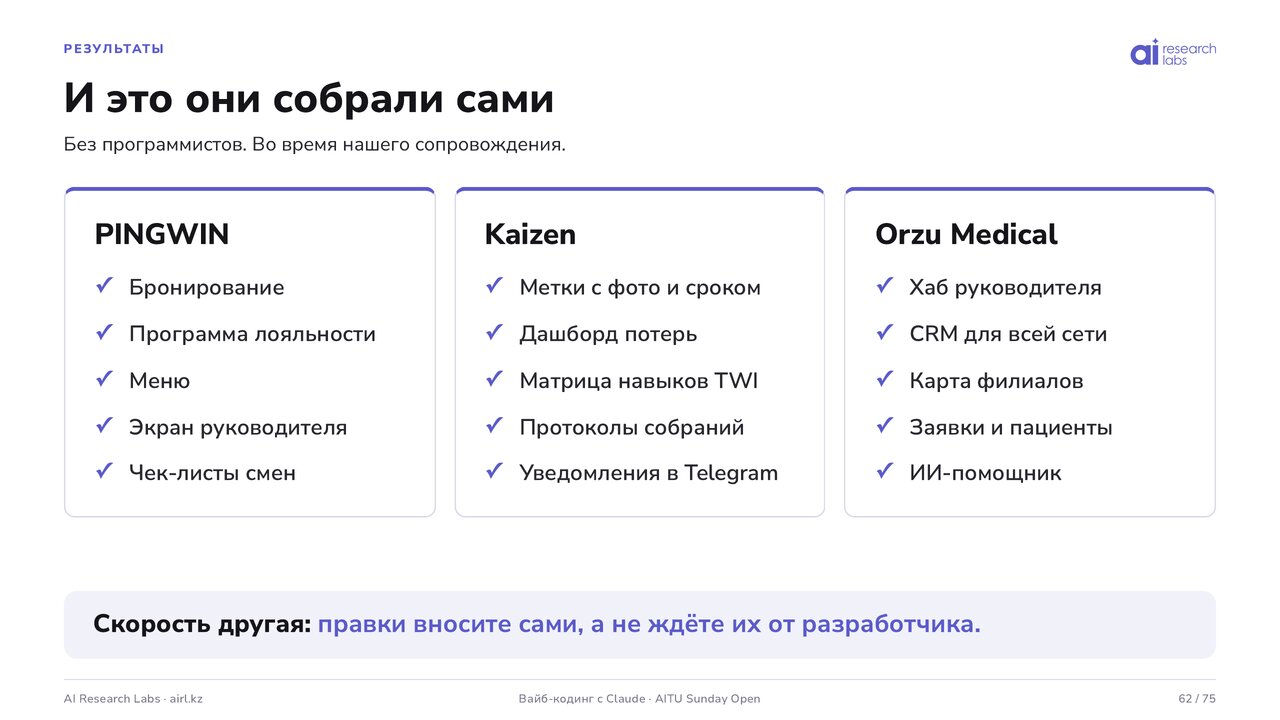 РЕЗУЛЬТАТЫ
ai research labs
И это они собрали сами
Без программистов. Во время нашего сопровождения.
PINGWIN
✓ Бронирование
✓ Программа лояльности
✓ Меню
✓ Экран руководителя
✓ Чек-листы смен
Kaizen
✓ Метки с фото и сроком
✓ Дашборд потерь
✓ Матрица навыков TWI
✓ Протоколы собраний
✓ Уведомления в Telegram
Orzu Medical
✓ Хаб руководителя
✓ CRM для всей сети
✓ Карта филиалов
✓ Заявки и пациенты
✓ ИИ-помощник
Скорость другая: правки вносите сами, а не ждёте их от разработчика.
AI Research Labs · airl.kz
Вайб-кодинг с Claude · AITU Sunday Open
62 / 75